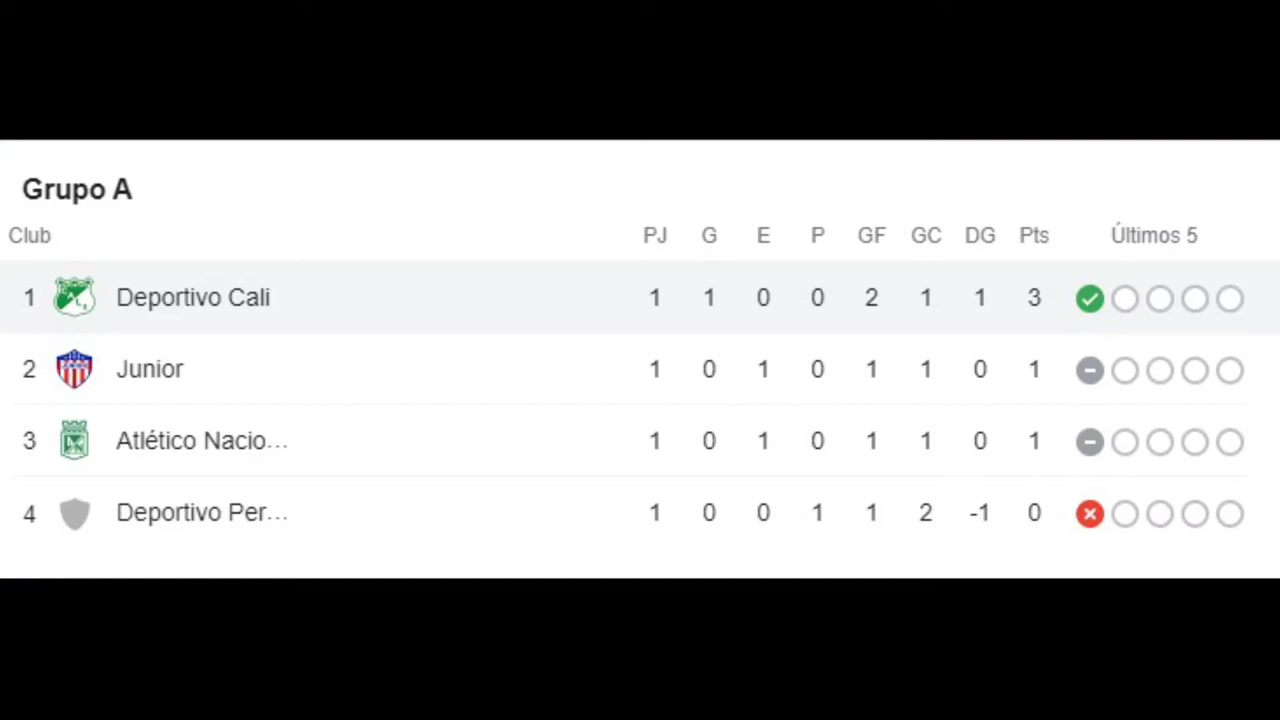 Grupo A
Club PJ G E P GF GC DG Pts Últimos 5
1 Deportivo Cali 1 1 0 0 2 1 1 3
2 Junior 1 0 1 0 1 1 0 1
3 Atlético Nacio... 1 0 1 0 1 1 0 1
4 Deportivo Per... 1 0 0 1 1 2 -1 0